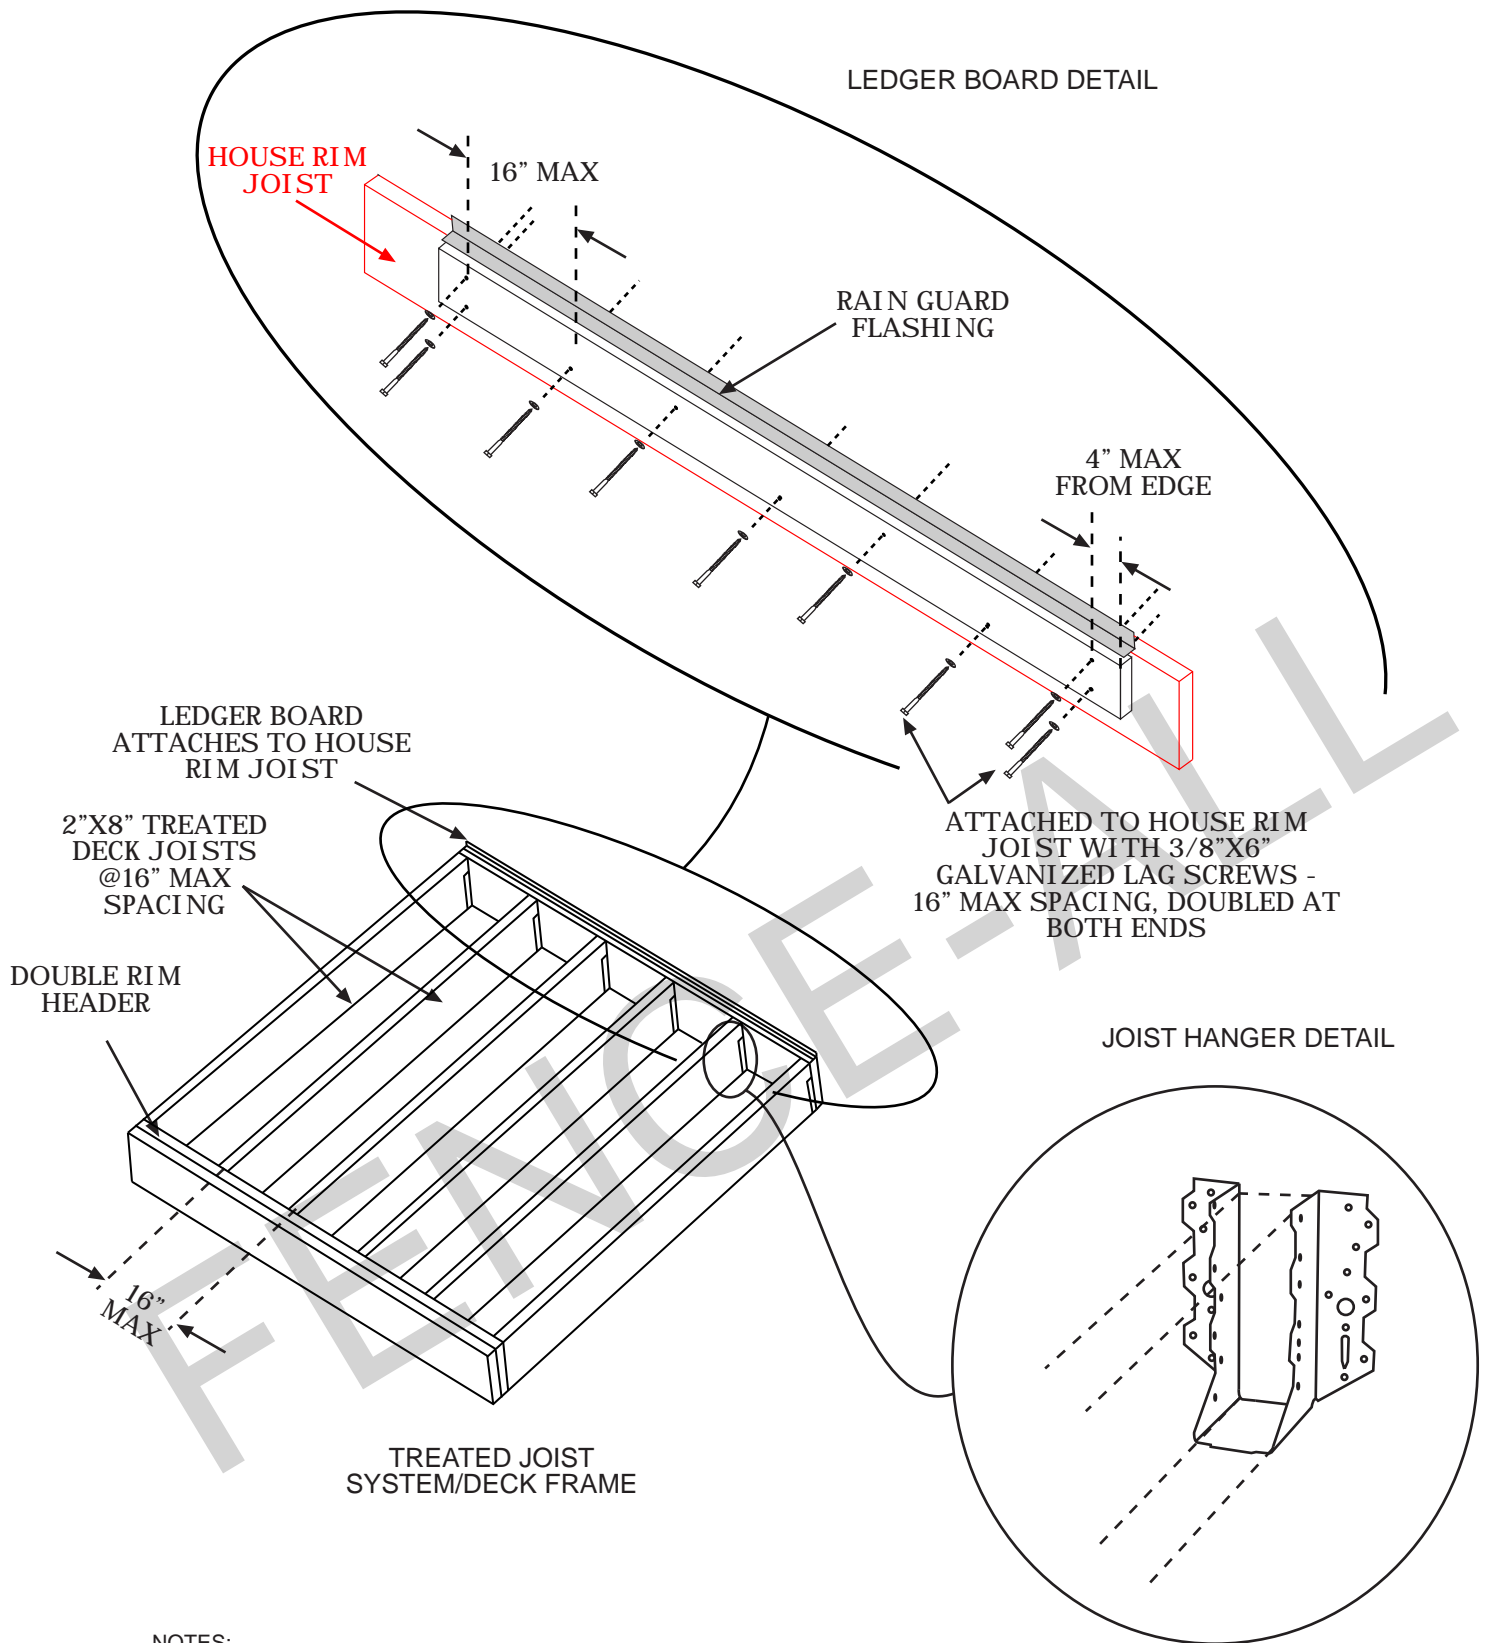 LEDGER BOARD DETAIL
HOUSE RIM
JOIST
16” MAX
RAIN GUARD
FLASHING
4” MAX
FROM EDGE
LEDGER BOARD
ATTACHES TO HOUSE
RIM JOIST
2”X8” TREATED
DECK JOISTS
@16” MAX
SPACING
ATTACHED TO HOUSE RIM
JOIST WITH 3/8”X6”
GALVANIZED LAG SCREWS -
16” MAX SPACING, DOUBLED AT
BOTH ENDS
DOUBLE RIM
HEADER
JOIST HANGER DETAIL
16”
MAX
TREATED JOIST
SYSTEM/DECK FRAME
FENCE-ALL
NOTES: